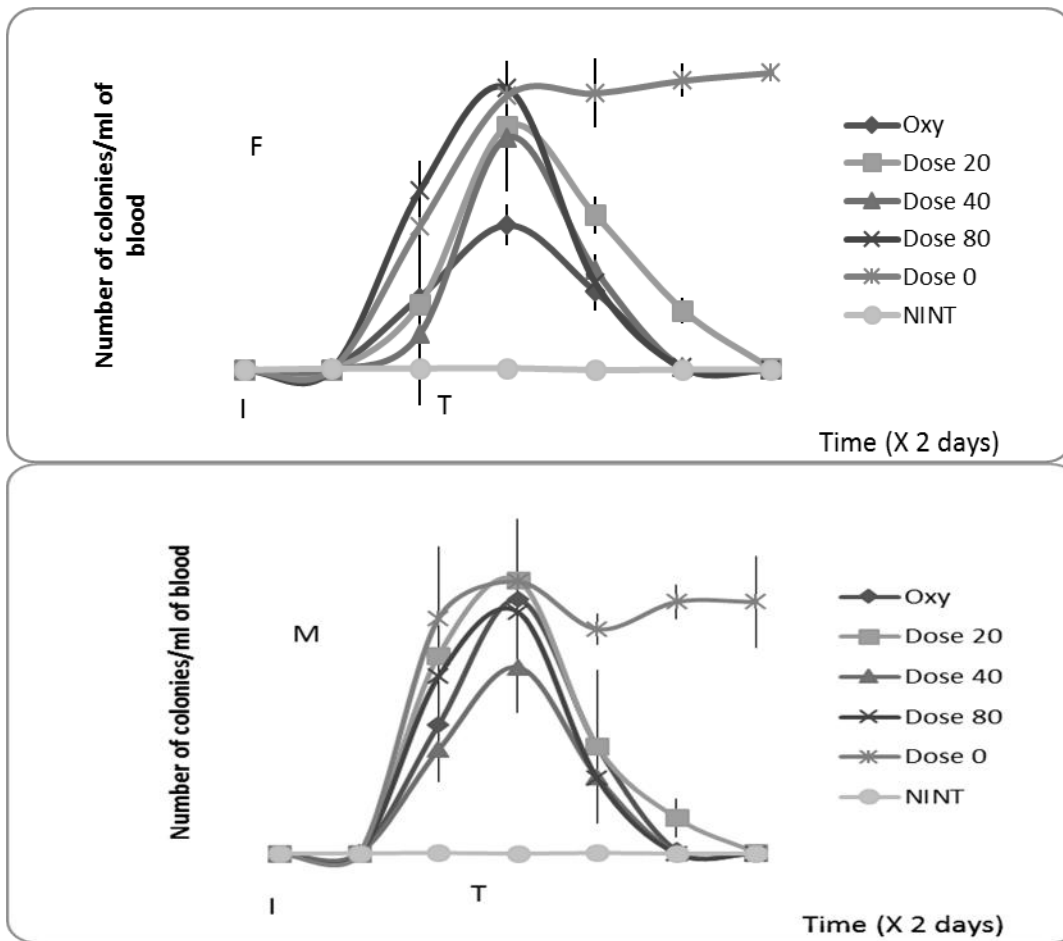 Number of colonies/ml of
blood
F
I
T
Time (X 2 days)
Oxy
Dose 20
Dose 40
Dose 80
Dose 0
NINT
Number of colonies/ml of blood
M
I
T
Time (X 2 days)
Oxy
Dose 20
Dose 40
Dose 80
Dose 0
NINT